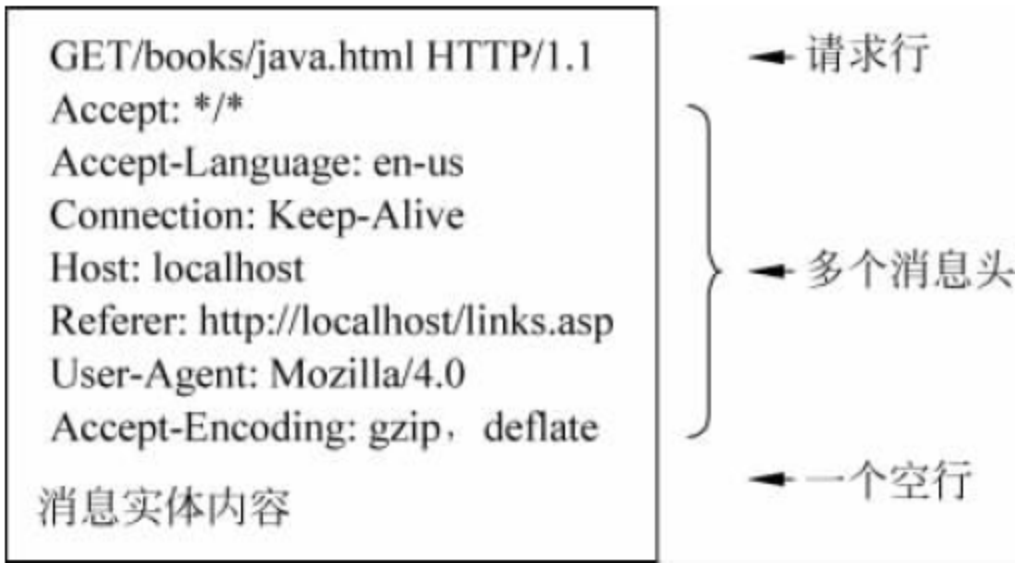 GET/books/java.html HTTP/1.1
请求行
Accept: */*
Accept-Language: en-us
Connection: Keep-Alive
Host: localhost
多个消息头
Referer: http://localhost/links.asp
User-Agent: Mozilla/4.0
Accept-Encoding: gzip，deflate
一个空行
消息实体内容